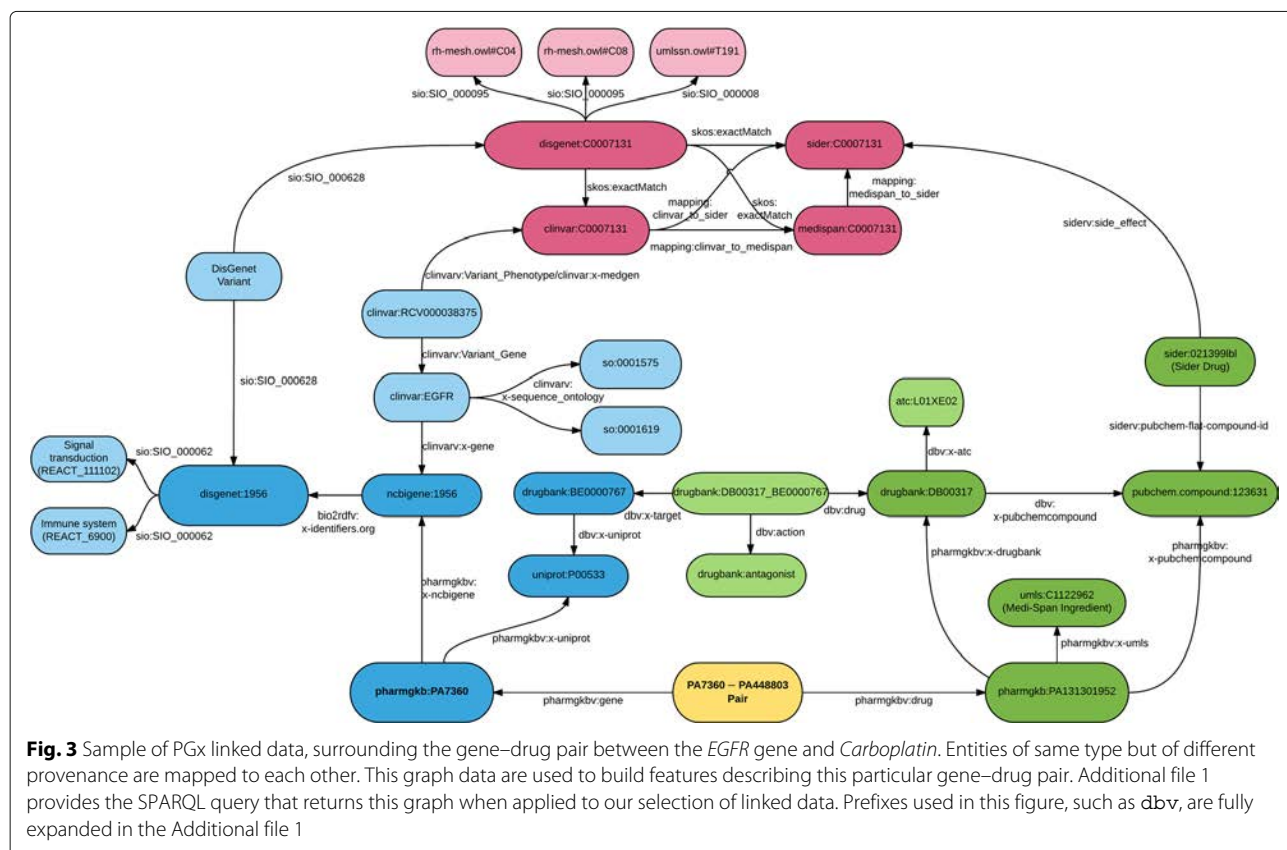 rh-mesh.owl#C04
rh-mesh.owl#C08
umlssn.owl#T191
sio:SIO_000095
sio:SIO_000095
sio:SIO_000008
disgenet:C0007131
skos:exactMatch
sider:C0007131
sio:SIO_000628
skos:exactMatch
mapping:
clinvar_to_sider
skos:
exactMatch
mapping:
medispan_to_sider
clinvar:C0007131
medispan:C0007131
mapping:clinvar_to_medispan
siderv:side_effect
DisGenet
Variant
clinvarv:Variant_Phenotype/clinvar:x-medgen
clinvar:RCV000038375
clinvarv:Variant_Gene
so:0001575
sider:021399lbl
(Sider Drug)
sio:SIO_000628
clinvar:EGFR
clinvarv:
x-sequence_ontology
atc:L01XE02
so:0001619
siderv:pubchem-flat-compound-id
clinvarv:x-gene
dbv:x-atc
Signal
transduction
(REACT_111102)
sio:SIO_000062
disgenet:1956
ncbigene:1956
drugbank:BE0000767
drugbank:DB00317_BE0000767
drugbank:DB00317
pubchem.compound:123631
bio2rdfv:
x-identifiers.org
dbv:x-target
dbv:drug
dbv:
x-pubchemcompound
Immune system
(REACT_6900)
sio:SIO_000062
dbv:x-uniprot
dbv:action
pharmgkbv:x-drugbank
pharmgkbv:
x-pubchemcompound
uniprot:P00533
drugbank:antagonist
pharmgkbv:
x-ncbigene
umls:C1122962
(Medi-Span Ingredient)
pharmgkbv:x-uniprot
pharmgkbv:x-umls
pharmgkb:PA7360
pharmgkbv:gene
PA7360 – PA448803
Pair
pharmgkbv:drug
pharmgkb:PA131301952
Fig. 3 Sample of PGx linked data, surrounding the gene–drug pair between the EGFR gene and Carboplatin. Entities of same type but of different
provenance are mapped to each other. This graph data are used to build features describing this particular gene–drug pair. Additional file 1
provides the SPARQL query that returns this graph when applied to our selection of linked data. Prefixes used in this figure, such as dbv, are fully
expanded in the Additional file 1